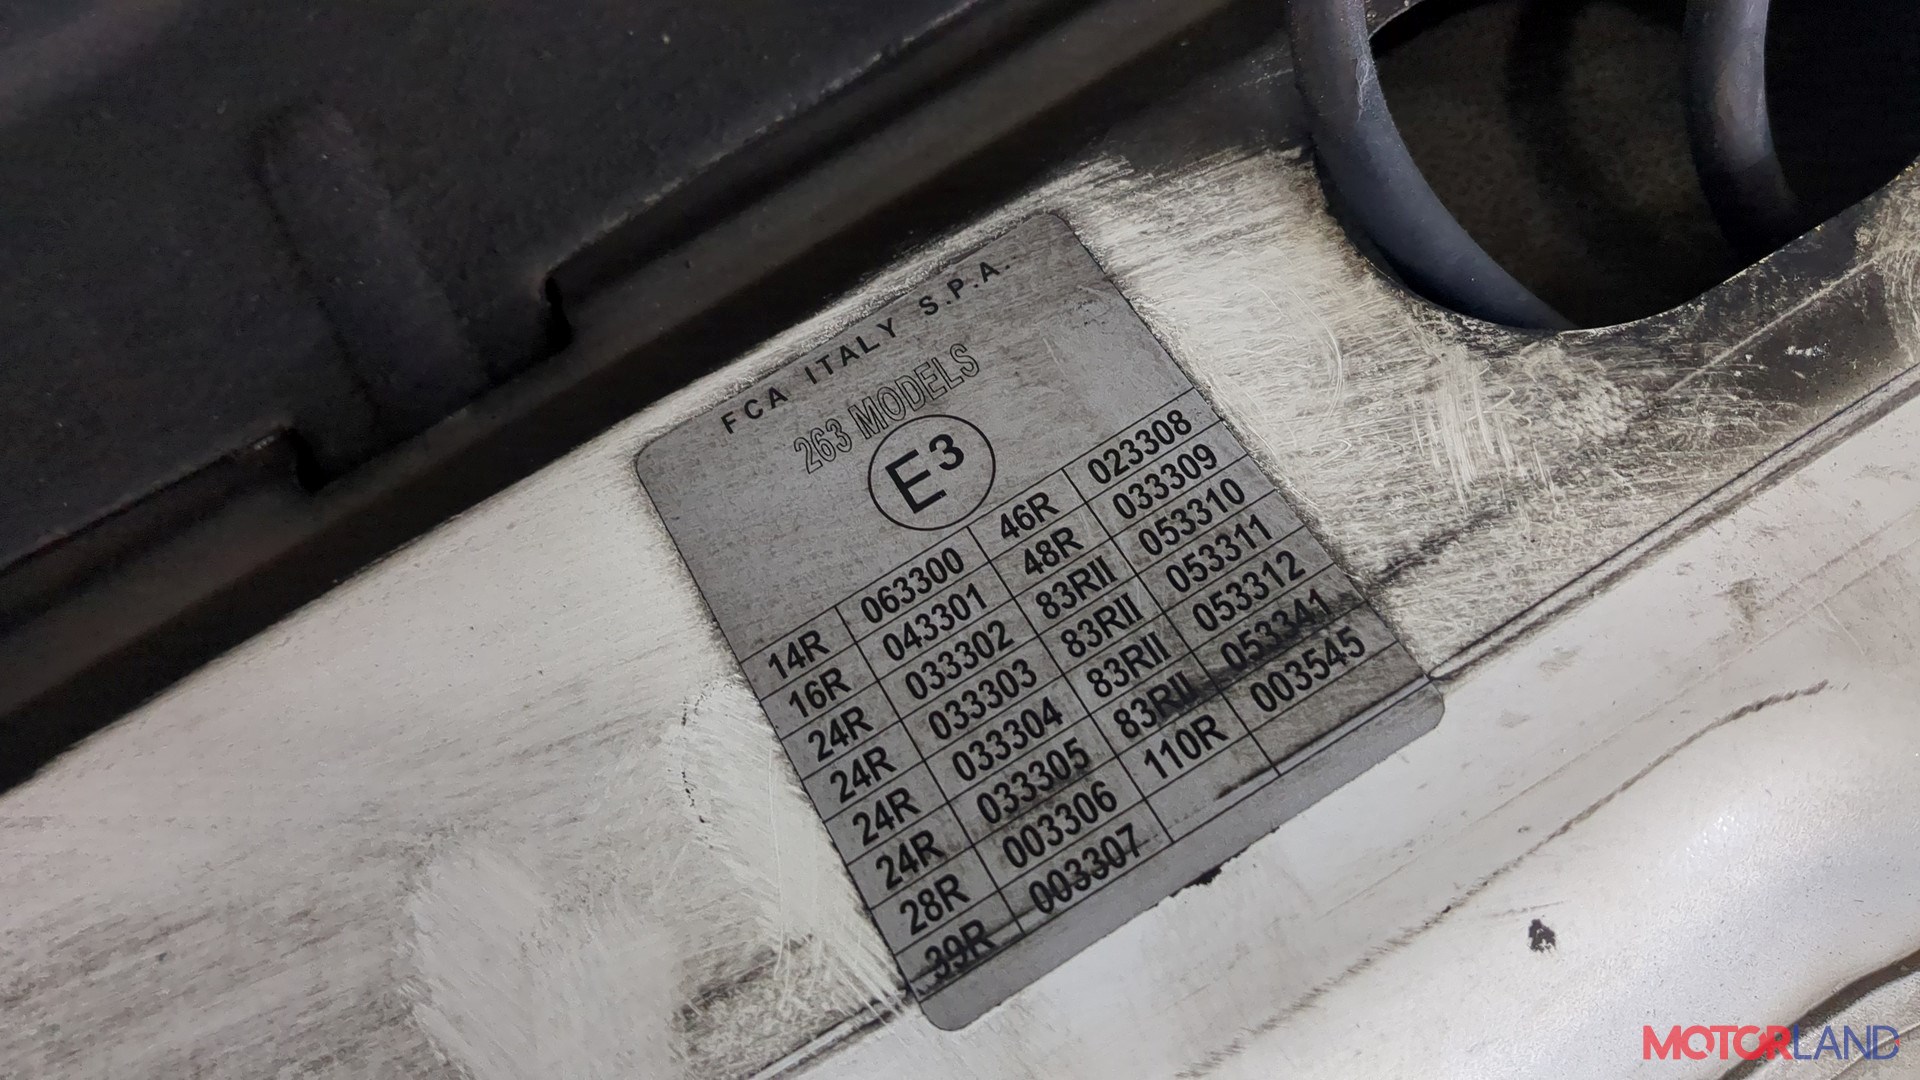 FCA ITALY S.P.A.
263 MODELS
E3
14R 063300 46R 023308
16R 043301 48R 033309
24R 033302 83RII 053310
24R 033303 83RII 053311
24R 033304 83RII 053312
24R 033305 83RII 053341
28R 003306 110R 003545
39R 003307
MOTORLAND